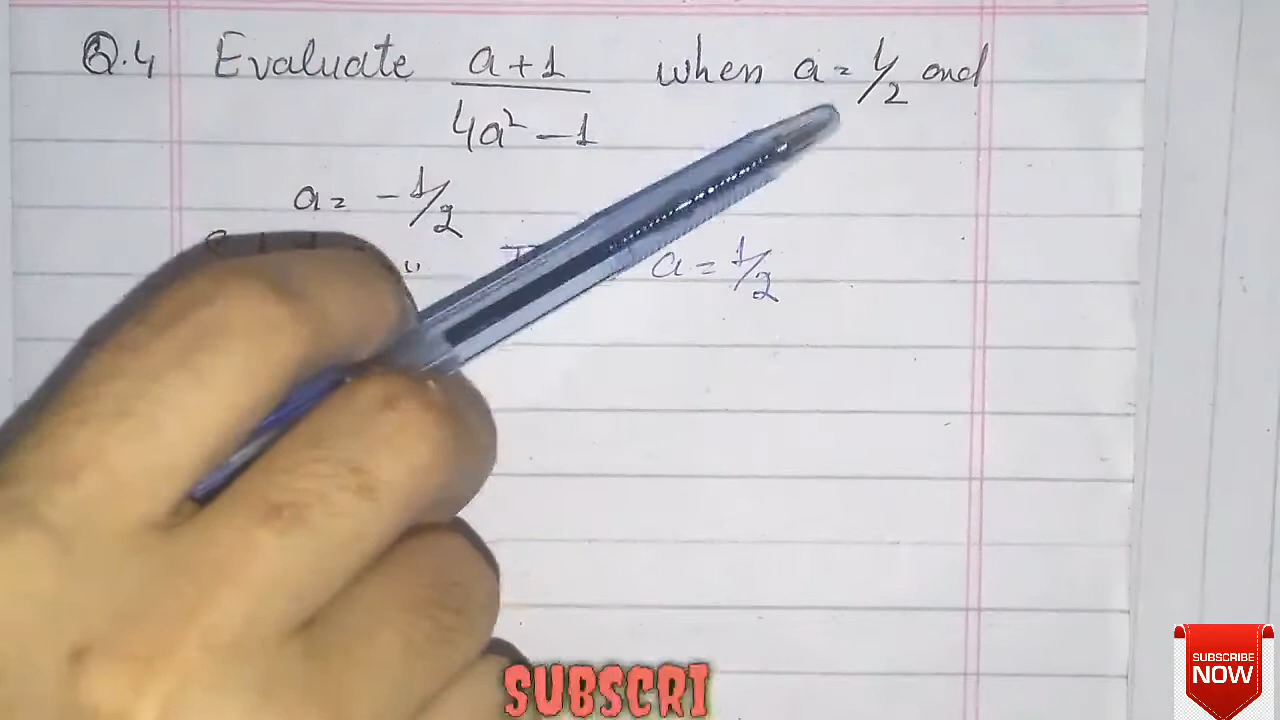 Q.4 Evaluate a+1 / 4a² - 1 when a = 1/2 and
a = - 1/2
a = 1/2
SUBSCRI
SUBSCRIBE
NOW